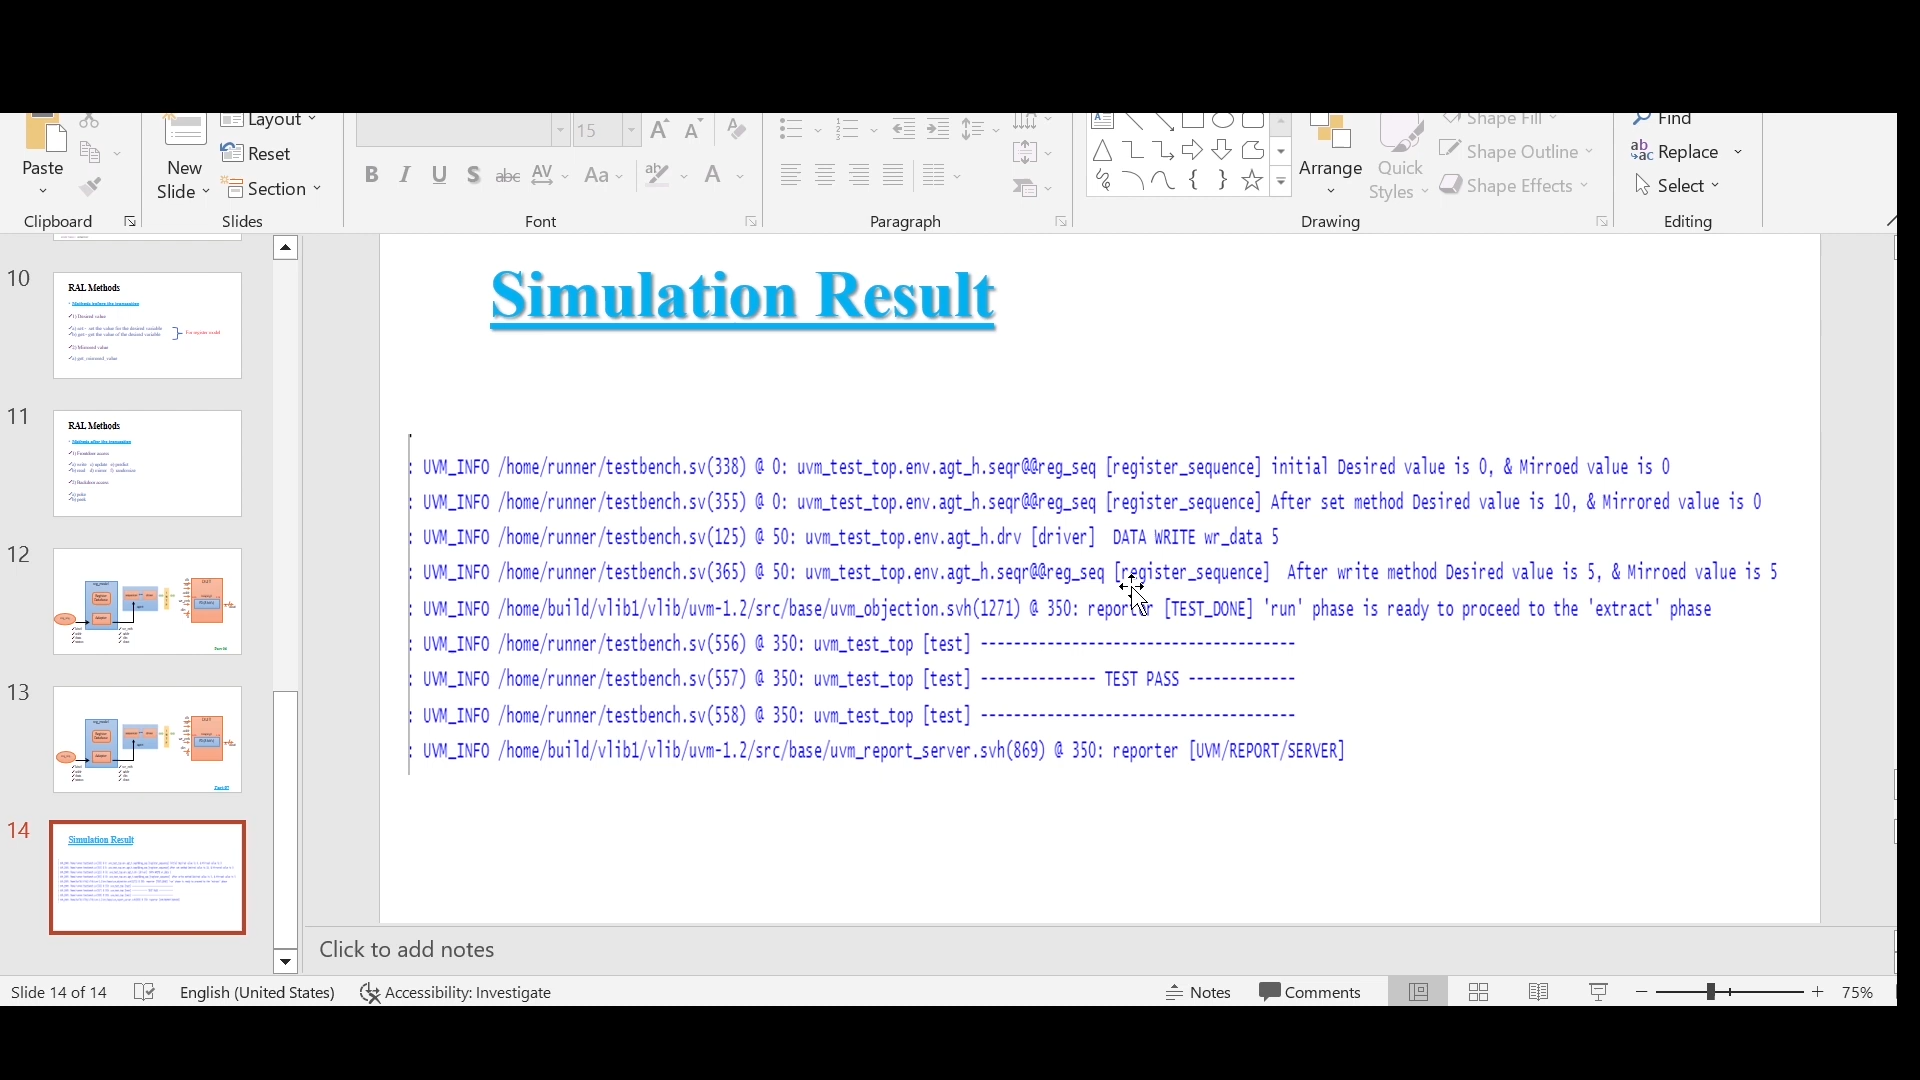 Paste
Clipboard
New
Slide
Layout
Reset
Section
Slides
15
B I U S abc AV Aa A
Font
Paragraph
Arrange
Quick
Styles
Shape Fill
Shape Outline
Shape Effects
Drawing
Find
Replace
Select
Editing
10
RAL Methods
11
RAL Methods
12
13
14
Simulation Result
Simulation Result
: UVM_INFO /home/runner/testbench.sv(338) @ 0: uvm_test_top.env.agt_h.seqr@@reg_seq [register_sequence] initial Desired value is 0, & Mirroed value is 0
: UVM_INFO /home/runner/testbench.sv(355) @ 0: uvm_test_top.env.agt_h.seqr@@reg_seq [register_sequence] After set method Desired value is 10, & Mirrored value is 0
: UVM_INFO /home/runner/testbench.sv(125) @ 50: uvm_test_top.env.agt_h.drv [driver] DATA WRITE wr_data 5
: UVM_INFO /home/runner/testbench.sv(365) @ 50: uvm_test_top.env.agt_h.seqr@@reg_seq [register_sequence] After write method Desired value is 5, & Mirroed value is 5
: UVM_INFO /home/build/vlib1/vlib/uvm-1.2/src/base/uvm_objection.svh(1271) @ 350: reporter [TEST_DONE] 'run' phase is ready to proceed to the 'extract' phase
: UVM_INFO /home/runner/testbench.sv(556) @ 350: uvm_test_top [test] --------------------------------------
: UVM_INFO /home/runner/testbench.sv(557) @ 350: uvm_test_top [test] -------------- TEST PASS -------------
: UVM_INFO /home/runner/testbench.sv(558) @ 350: uvm_test_top [test] --------------------------------------
: UVM_INFO /home/build/vlib1/vlib/uvm-1.2/src/base/uvm_report_server.svh(869) @ 350: reporter [UVM/REPORT/SERVER]
Click to add notes
Slide 14 of 14
English (United States)
Accessibility: Investigate
Notes
Comments
75%